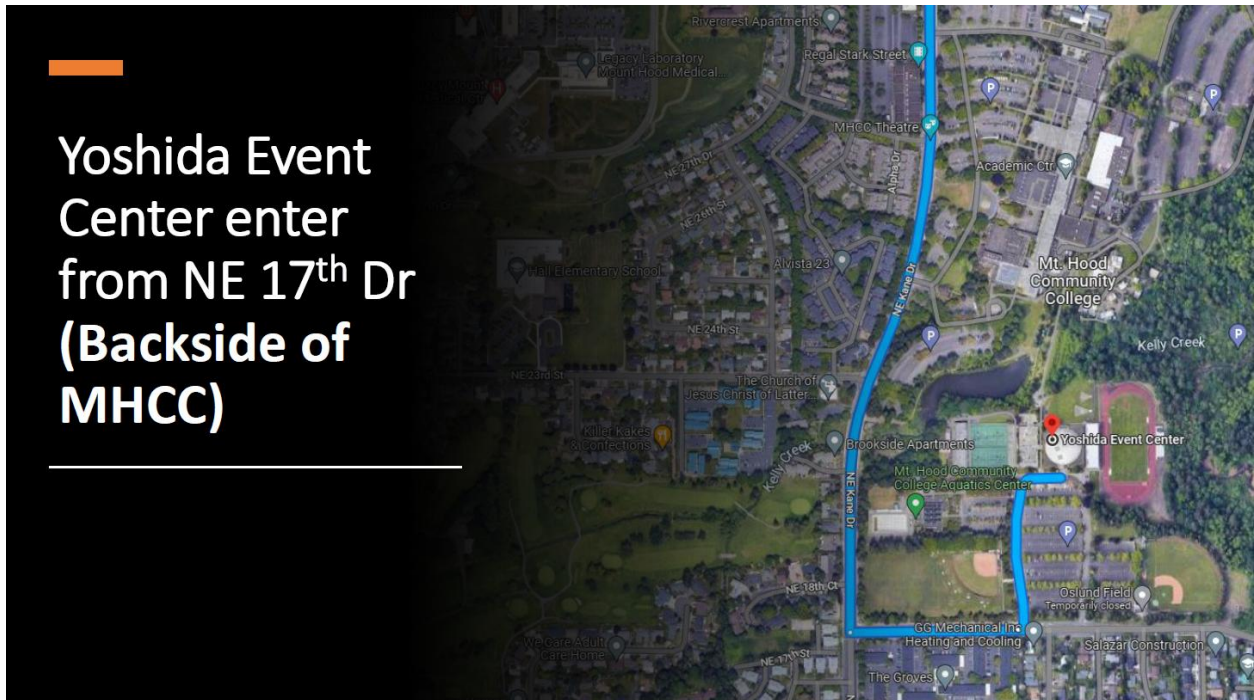 Yoshida Event
Center enter
from NE 17th Dr
(Backside of
MHCC)
Rivercrest Apartments
Regal Stark Street
Legacy Laboratory
Mount Hood Medical...
H
P
P
MHCC Theatre
Academic Ctr
NE 27th Dr
Alpha Dr
NE 26th St
Alvista 23
Hall Elementary School
Mt. Hood
Community
College
NE Kane Dr
NE 24th St
P
Kelly Creek
P
NE 23rd St
The Church of
Jesus Christ of Latter...
Killer Kakes
& Confections
Brookside Apartments
Yoshida Event Center
Kelly Creek
Mt. Hood Community
College Aquatics Center
NE Kane Dr
P
NE 18th Ct
Oslund Field
Temporarily closed
GG Mechanical Inc
Heating and Cooling
Salazar Construction
We Care Adult
Care Home
NE 17th St
The Groves